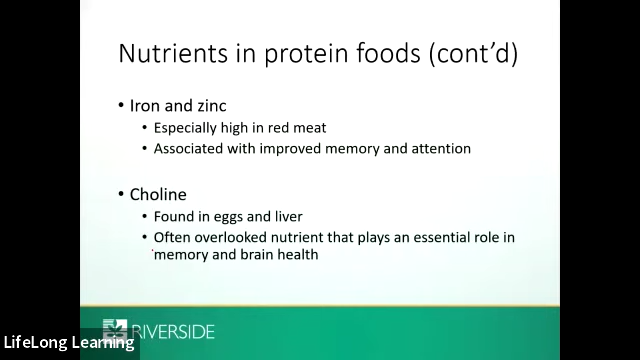 Nutrients in protein foods (cont'd)
• Iron and zinc
• Especially high in red meat
• Associated with improved memory and attention
• Choline
• Found in eggs and liver
• Often overlooked nutrient that plays an essential role in
memory and brain health
RIVERSIDE
LifeLong Learning